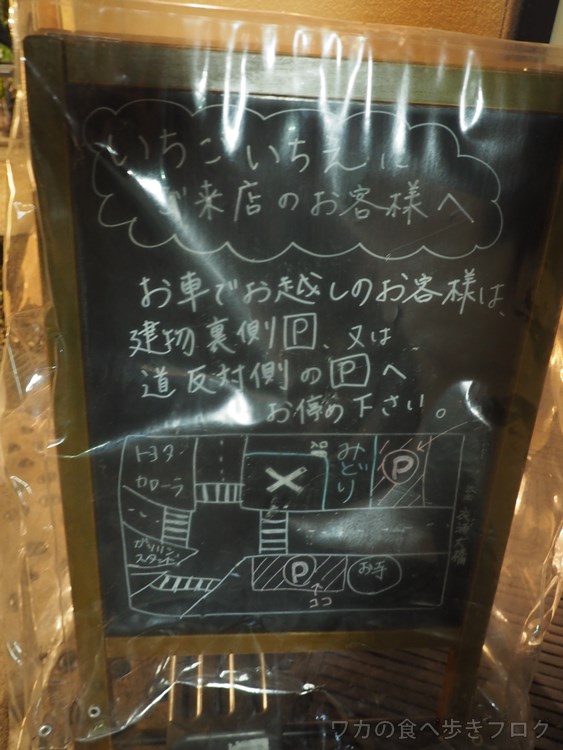 いちごいちえに
ご来店のお客様へ
お車でお越しのお客様は、
建物裏側P、又は
道反対側のPへ
お停め下さい。
トヨタ
カローラ
みどり
P
ガソリン
スタンド
P
お寺
ココ
ワカの食べ歩きブログ